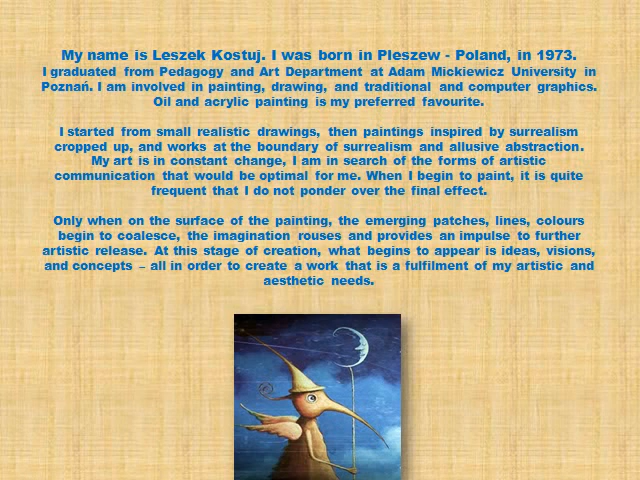 My name is Leszek Kostuj. I was born in Pleszew - Poland, in 1973.
I graduated from Pedagogy and Art Department at Adam Mickiewicz University in
Poznań. I am involved in painting, drawing, and traditional and computer graphics.
Oil and acrylic painting is my preferred favourite.
I started from small realistic drawings, then paintings inspired by surrealism
cropped up, and works at the boundary of surrealism and allusive abstraction.
My art is in constant change, I am in search of the forms of artistic
communication that would be optimal for me. When I begin to paint, it is quite
frequent that I do not ponder over the final effect.
Only when on the surface of the painting, the emerging patches, lines, colours
begin to coalesce, the imagination rouses and provides an impulse to further
artistic release. At this stage of creation, what begins to appear is ideas, visions,
and concepts – all in order to create a work that is a fulfilment of my artistic and
aesthetic needs.